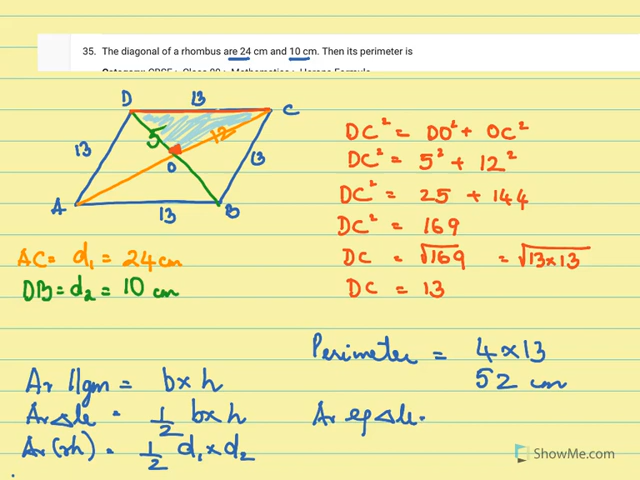 35. The diagonal of a rhombus are 24 cm and 10 cm. Then its perimeter is
D 13 C
5 12
13 O 13
A 13 B
DC² = DO² + OC²
DC² = 5² + 12²
DC² = 25 + 144
DC² = 169
DC = √169 = √13×13
DC = 13
AC = d₁ = 24 cm
DB = d₂ = 10 cm
Perimeter = 4 × 13
52 cm
Ar llgm = b × h
Ar Δle = 1/2 b × h
Ar (rh) = 1/2 d₁ × d₂
Ar eq Δle.
ShowMe.com